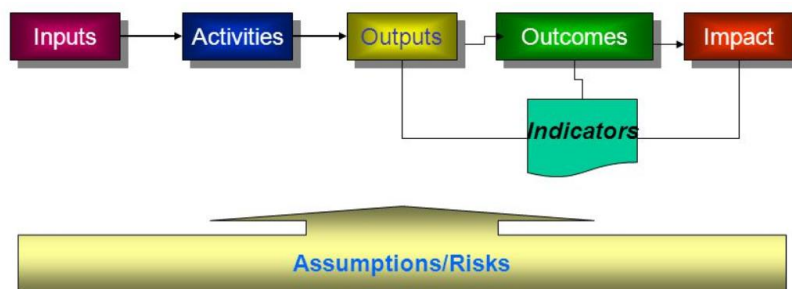 Inputs
Activities
Outputs
Outcomes
Impact
Indicators
Assumptions/Risks